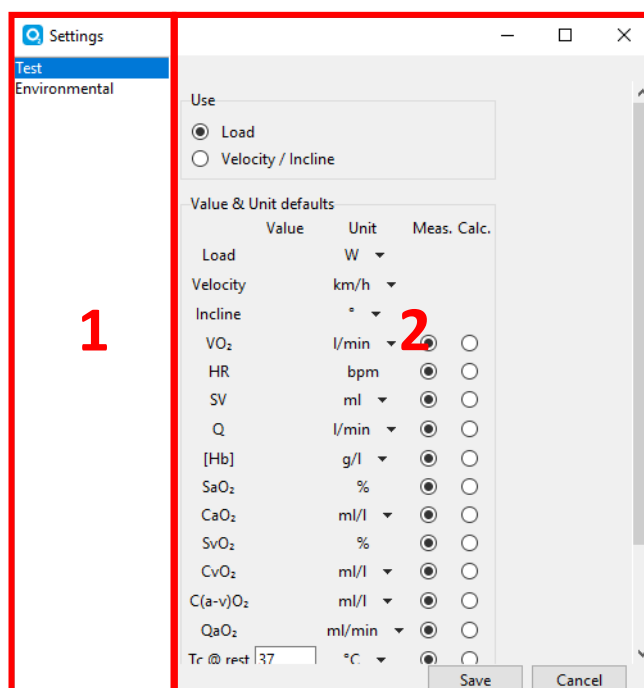 Settings
Test
Environmental
1
2
Use
Load
Velocity / Incline
Value & Unit defaults
Value Unit Meas. Calc.
Load W
Velocity km/h
Incline °
VO₂ l/min
HR bpm
SV ml
Q l/min
[Hb] g/l
SaO₂ %
CaO₂ ml/l
SvO₂ %
CvO₂ ml/l
C(a-v)O₂ ml/l
QaO₂ ml/min
Tc @ rest 37 °C
Save Cancel